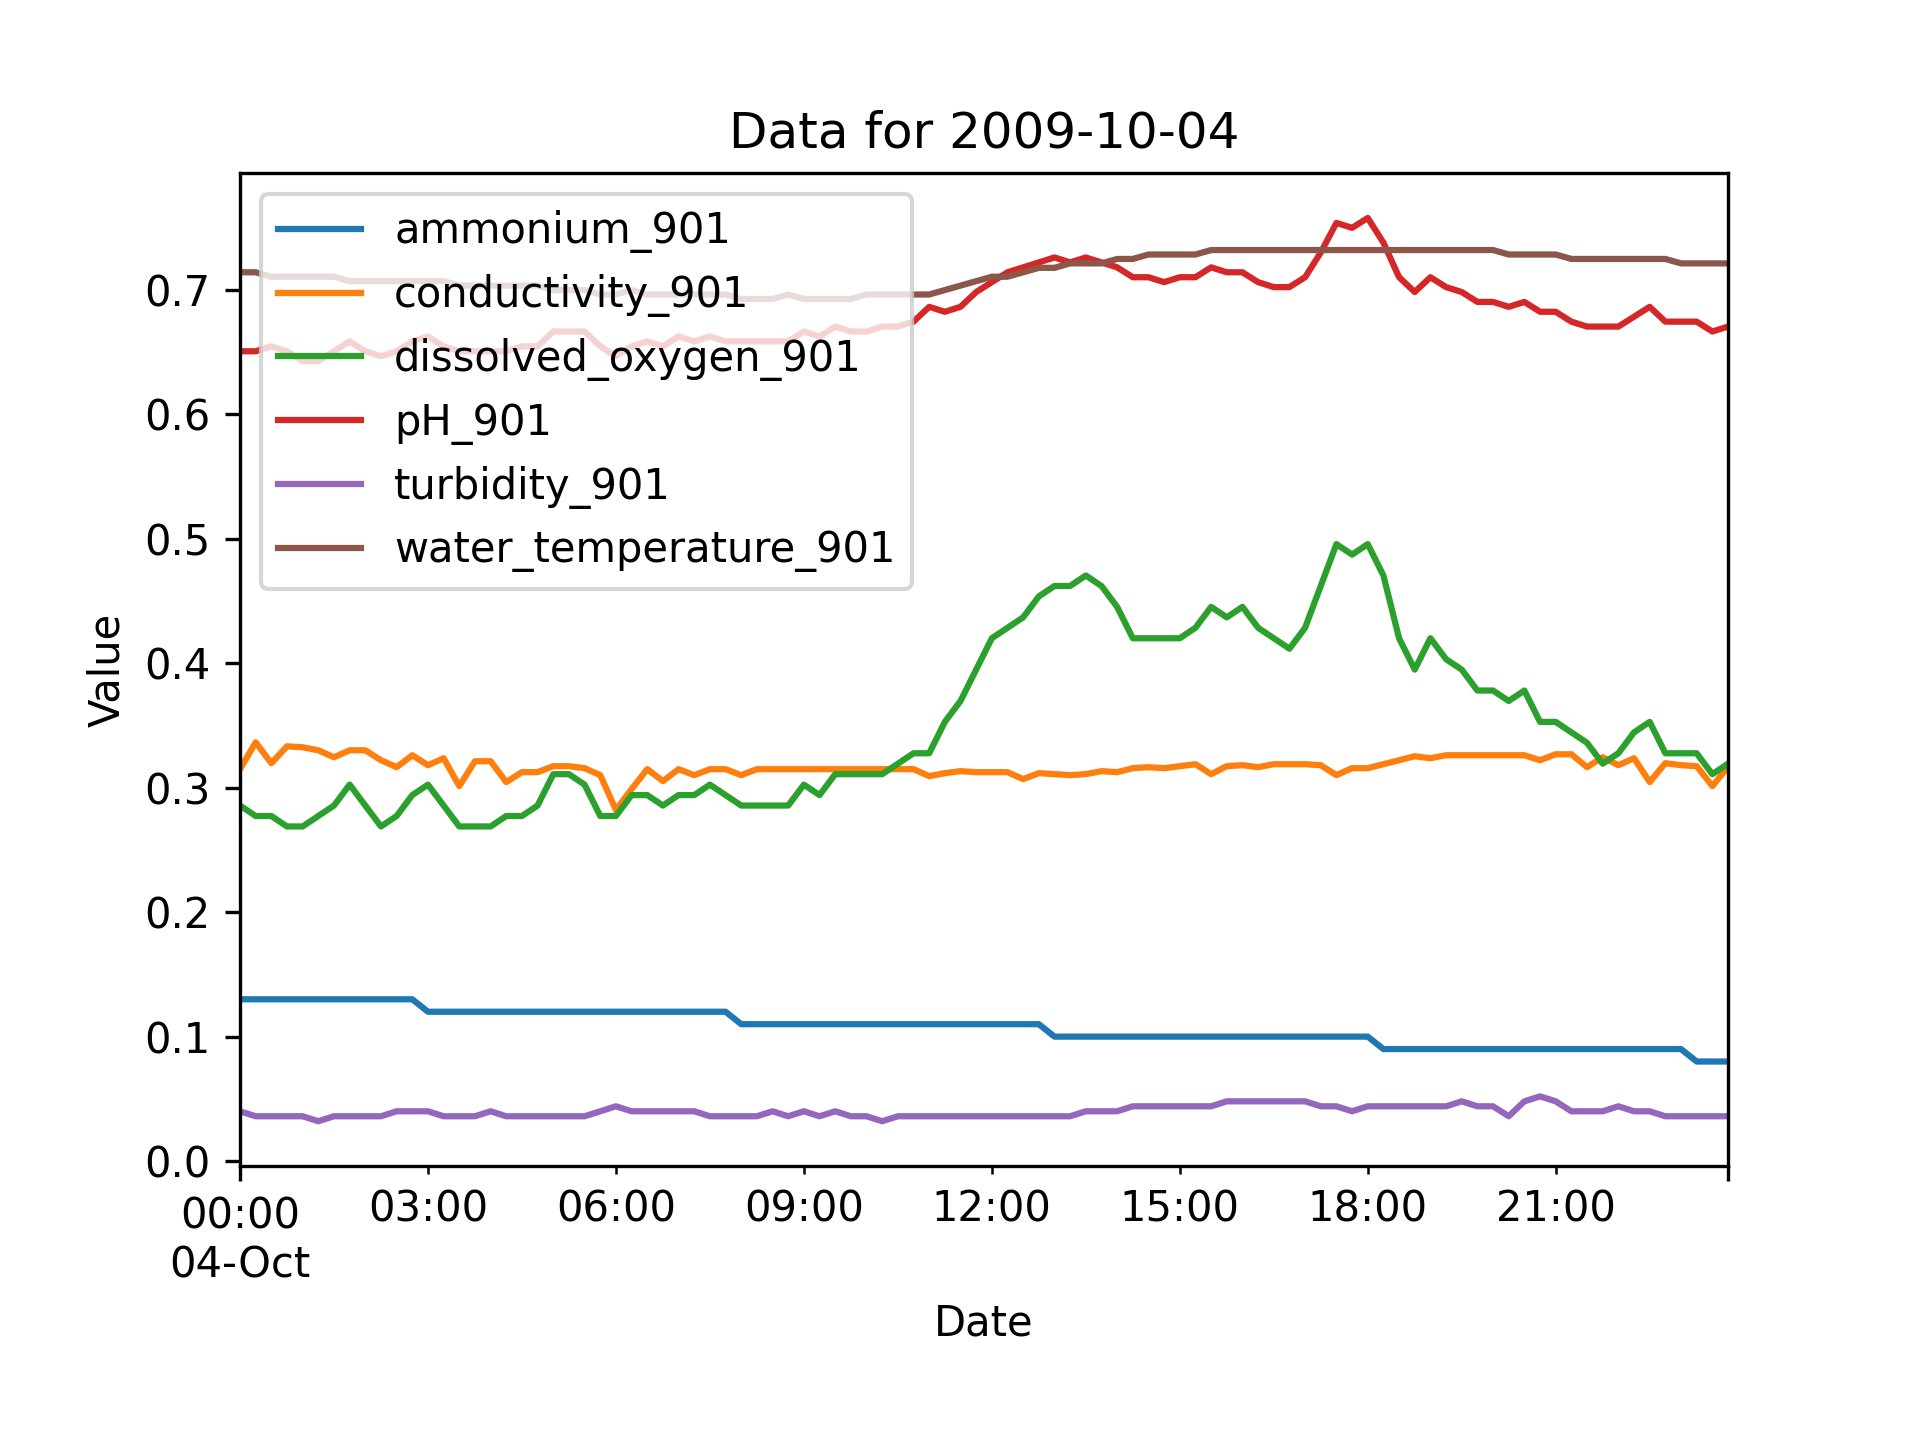 Data for 2009-10-04
ammonium_901
conductivity_901
dissolved_oxygen_901
pH_901
turbidity_901
water_temperature_901
0.7
0.6
0.5
0.4
0.3
0.2
0.1
0.0
Value
00:00 03:00 06:00 09:00 12:00 15:00 18:00 21:00
04-Oct
Date